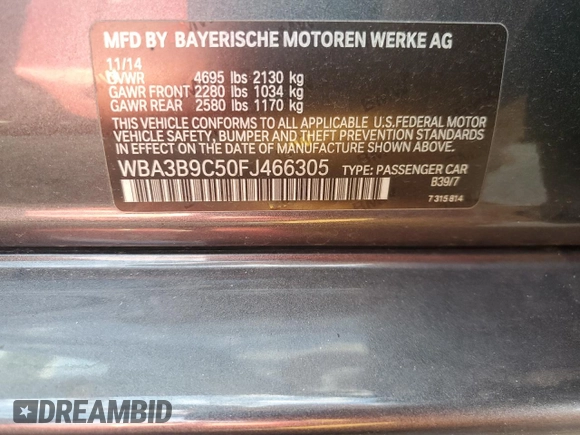 MFD BY BAYERISCHE MOTOREN WERKE AG
11/14
GVWR 4695 lbs 2130 kg
GAWR FRONT 2280 lbs 1034 kg
GAWR REAR 2580 lbs 1170 kg
THIS VEHICLE CONFORMS TO ALL APPLICABLE U.S.FEDERAL MOTOR
VEHICLE SAFETY, BUMPER AND THEFT PREVENTION STANDARDS
IN EFFECT ON THE DATE OF MANUFACTURE SHOWN ABOVE.
WBA3B9C50FJ466305 TYPE: PASSENGER CAR
B39/7
7 315 814
DREAMBID